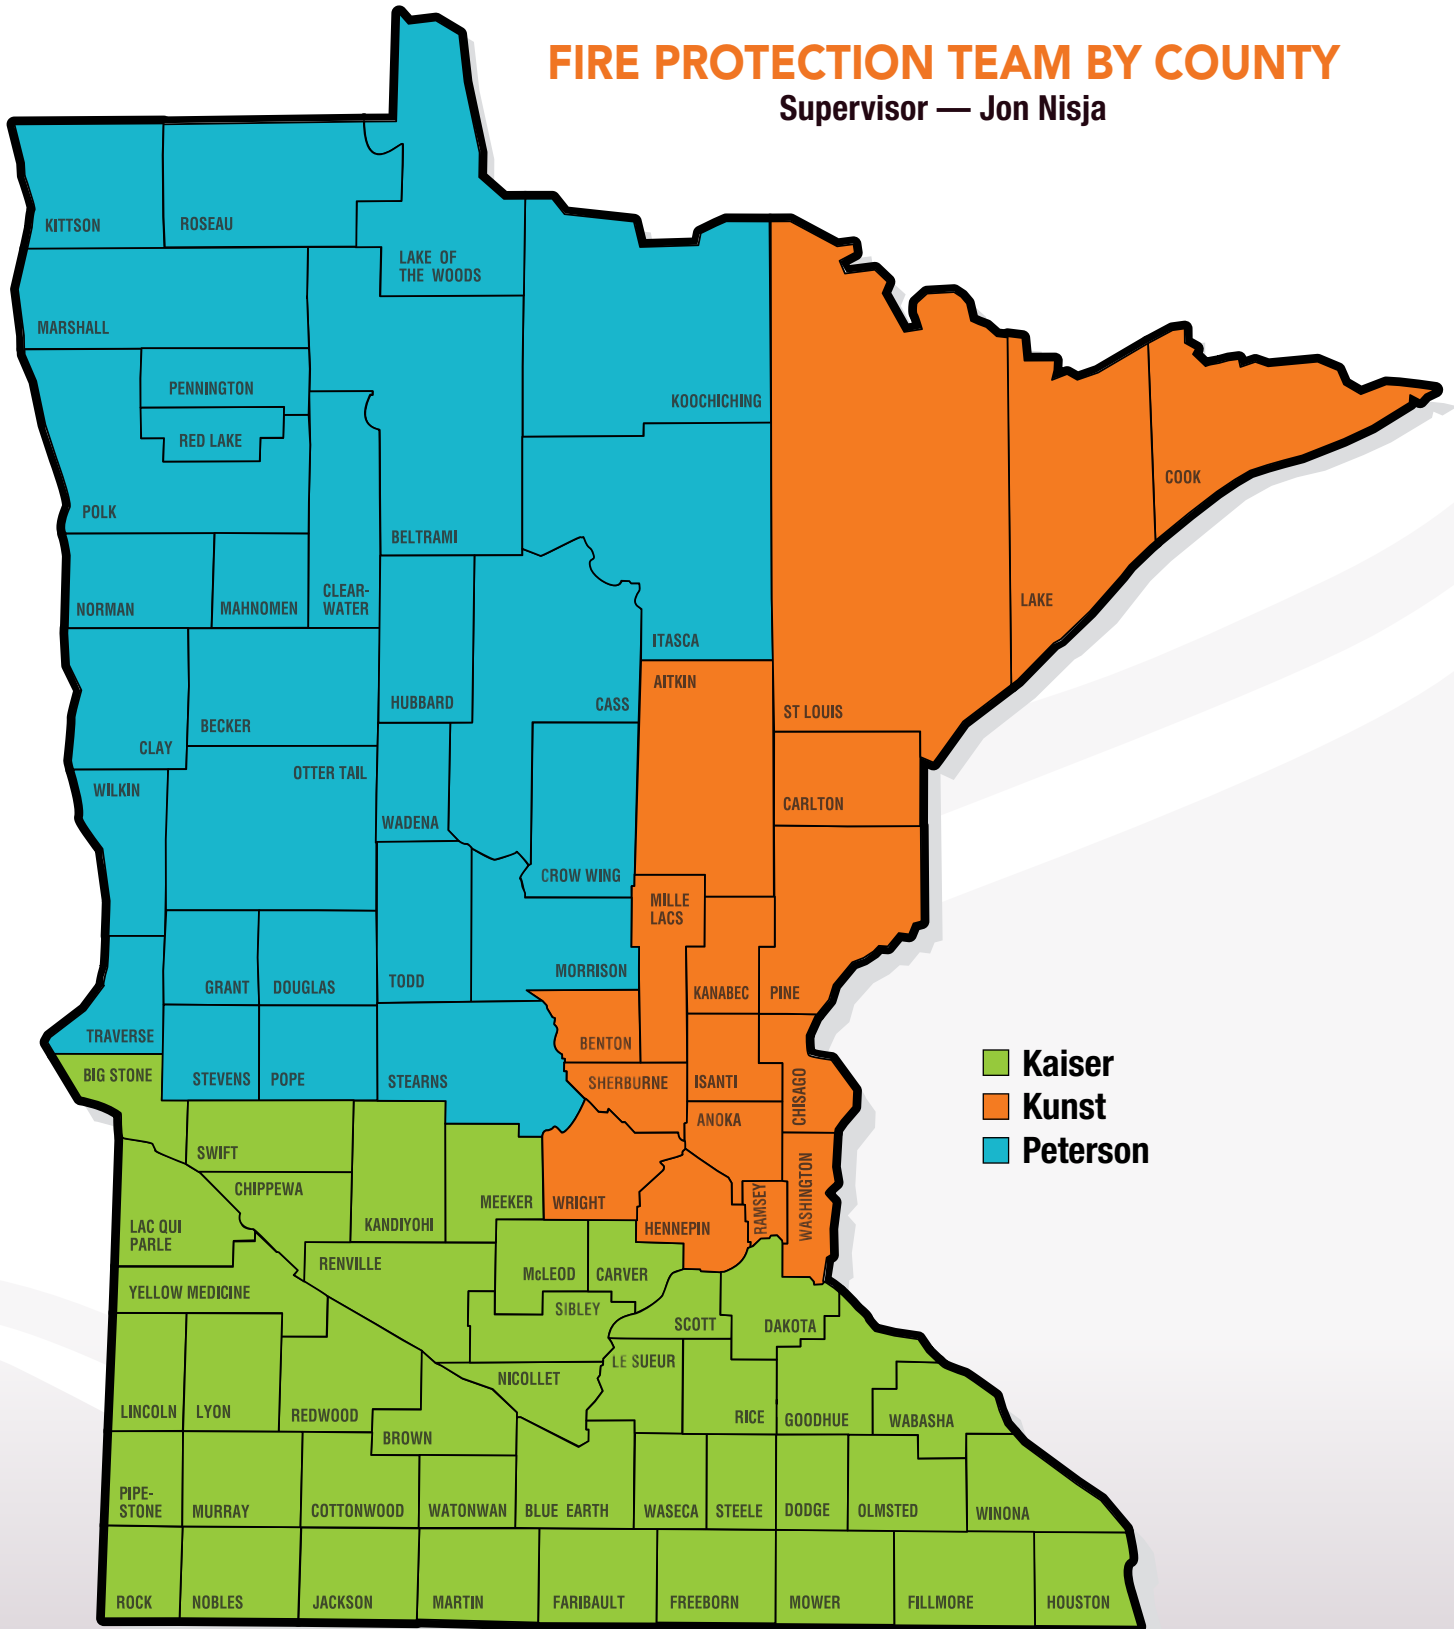 FIRE PROTECTION TEAM BY COUNTY
Supervisor — Jon Nisja
KITTSON
ROSEAU
LAKE OF
THE WOODS
MARSHALL
KOOCHICHING
PENNINGTON
RED LAKE
POLK
BELTRAMI
COOK
NORMAN
MAHNOMEN
CLEAR-
WATER
LAKE
ITASCA
AITKIN
HUBBARD
CASS
ST LOUIS
BECKER
CLAY
OTTER TAIL
WILKIN
WADENA
CARLTON
CROW WING
MILLE
LACS
MORRISON
GRANT
DOUGLAS
TODD
KANABEC
PINE
TRAVERSE
BENTON
BIG STONE
STEVENS
POPE
STEARNS
SHERBURNE
ISANTI
CHISAGO
ANOKA
Kaiser
Kunst
Peterson
SWIFT
CHIPPEWA
KANDIYOHI
MEEKER
WRIGHT
HENNEPIN
RAMSEY
WASHINGTON
LAC QUI
PARLE
RENVILLE
McLEOD
CARVER
YELLOW MEDICINE
SIBLEY
SCOTT
DAKOTA
LE SUEUR
NICOLLET
LINCOLN
LYON
REDWOOD
BROWN
RICE
GOODHUE
WABASHA
PIPE-
STONE
MURRAY
COTTONWOOD
WATONWAN
BLUE EARTH
WASECA
STEELE
DODGE
OLMSTED
WINONA
ROCK
NOBLES
JACKSON
MARTIN
FARIBAULT
FREEBORN
MOWER
FILLMORE
HOUSTON